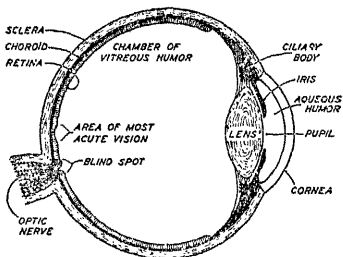 SCLERA
CHOROID
RETINA
CHAMBER OF
VITREOUS HUMOR
CILIARY
BODY
IRIS
AQUEOUS
HUMOR
LENS
PUPIL
AREA OF MOST
ACUTE VISION
BLIND SPOT
CORNEA
OPTIC
NERVE